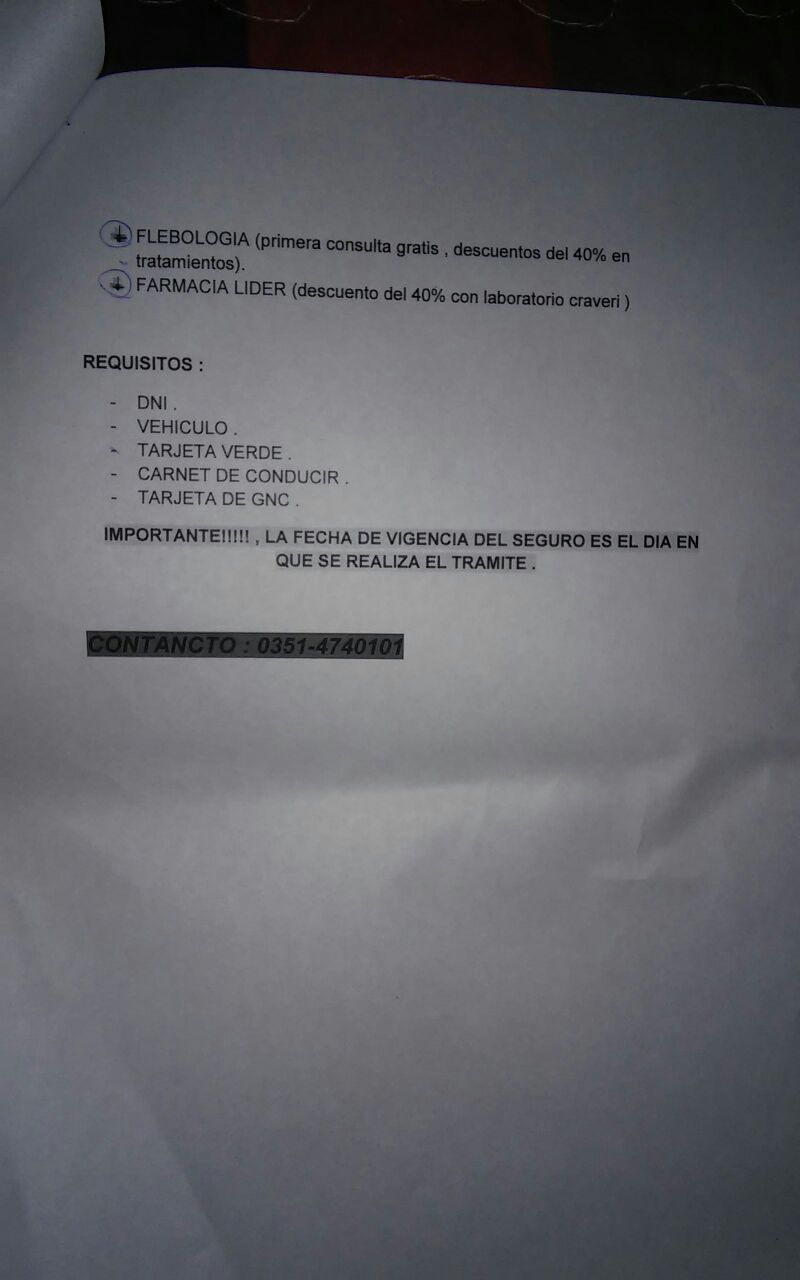 FLEBOLOGIA (primera consulta gratis , descuentos del 40% en
tratamientos).
FARMACIA LIDER (descuento del 40% con laboratorio craveri )
REQUISITOS :
- DNI .
- VEHICULO .
- TARJETA VERDE .
- CARNET DE CONDUCIR .
- TARJETA DE GNC .
IMPORTANTE!!!!! , LA FECHA DE VIGENCIA DEL SEGURO ES EL DIA EN
QUE SE REALIZA EL TRAMITE .
CONTANCTO : 0351-4740101